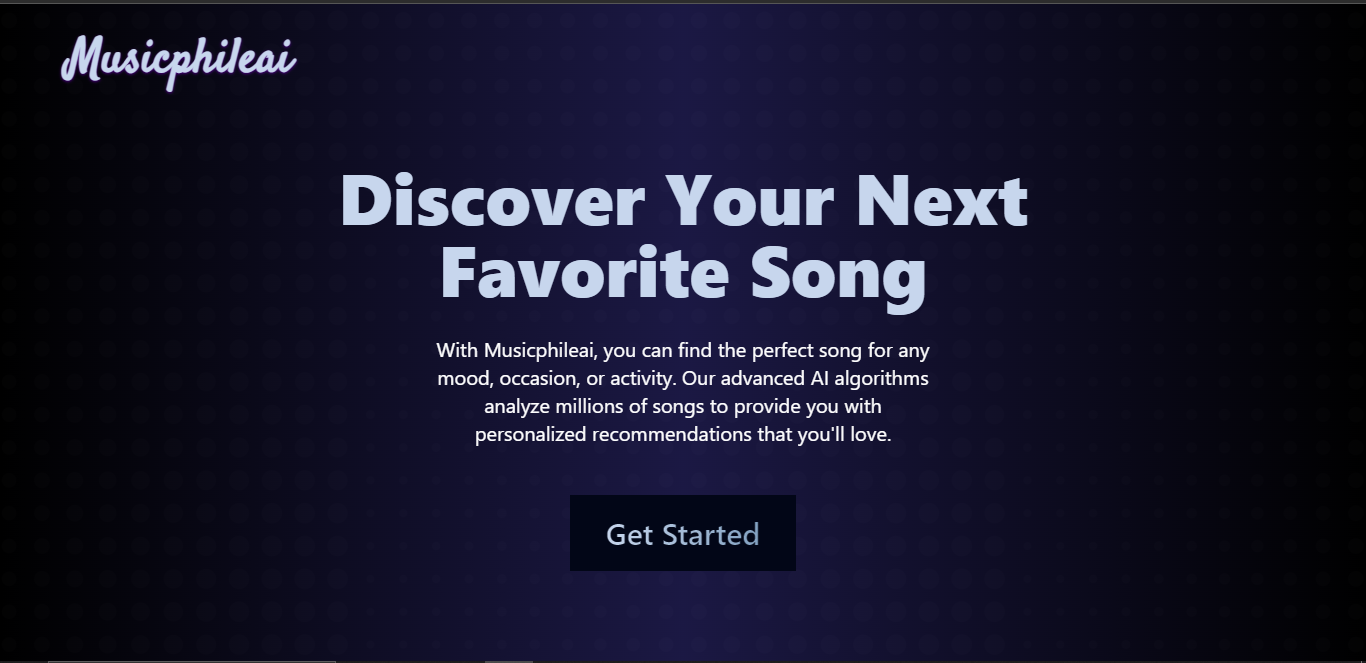 Musicphileai
Discover Your Next
Favorite Song
With Musicphileai, you can find the perfect song for any
mood, occasion, or activity. Our advanced AI algorithms
analyze millions of songs to provide you with
personalized recommendations that you'll love.
Get Started